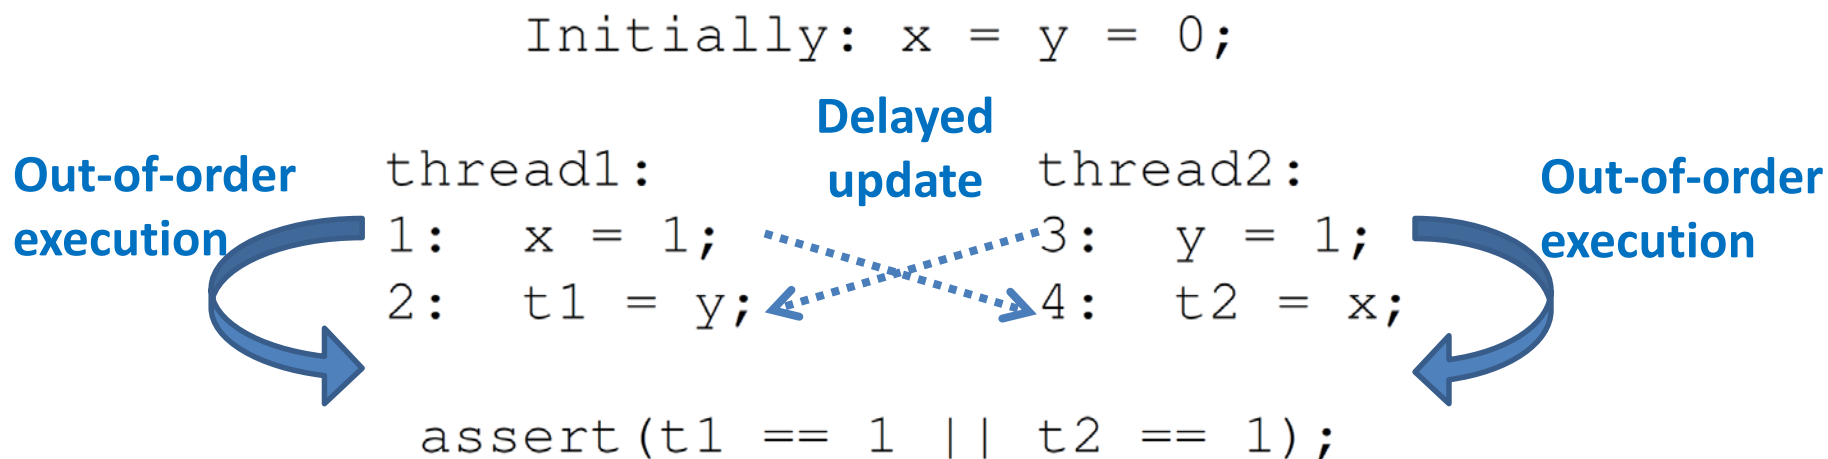 Initially: x = y = 0;
Delayed
update
Out-of-order
execution
thread1:
1:  x = 1;
2:  t1 = y;
thread2:
3:  y = 1;
4:  t2 = x;
Out-of-order
execution
assert(t1 == 1 || t2 == 1);